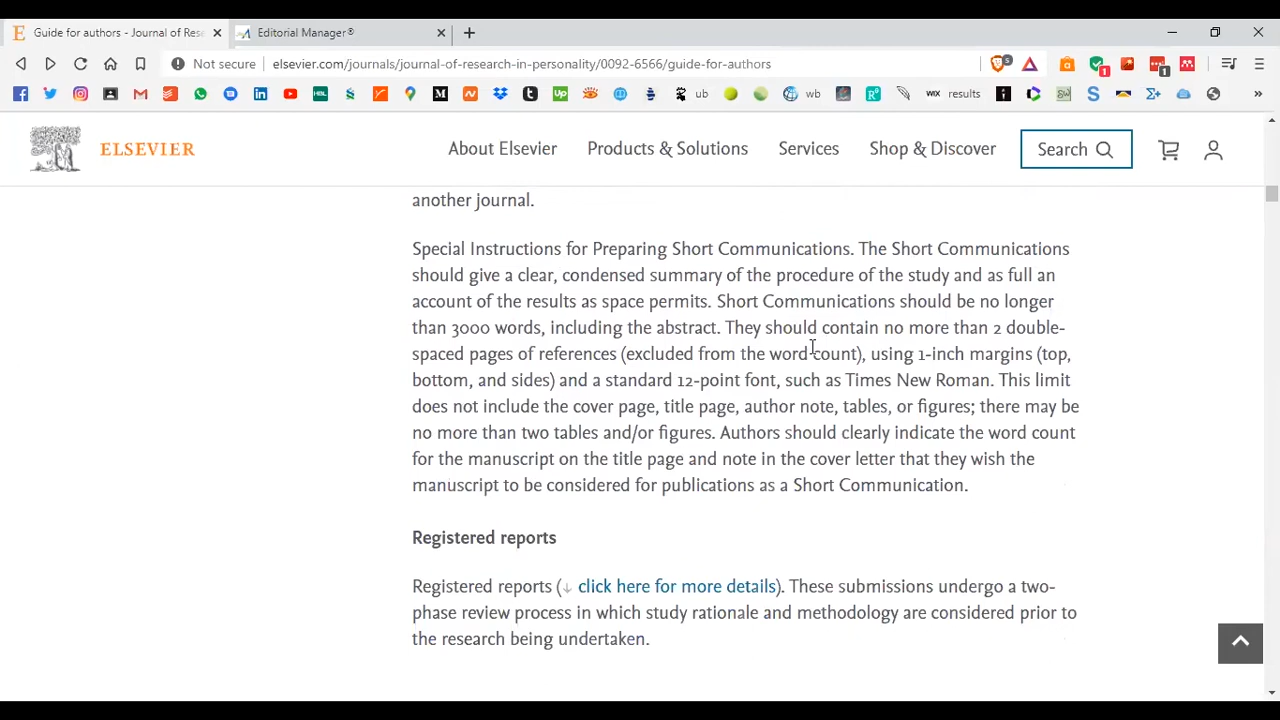 Guide for authors - Journal of Rese
Editorial Manager®
Not secure
elsevier.com/journals/journal-of-research-in-personality/0092-6566/guide-for-authors
ub
wb
WIX
results
ELSEVIER
About Elsevier
Products & Solutions
Services
Shop & Discover
Search
another journal.
Special Instructions for Preparing Short Communications. The Short Communications
should give a clear, condensed summary of the procedure of the study and as full an
account of the results as space permits. Short Communications should be no longer
than 3000 words, including the abstract. They should contain no more than 2 double-
spaced pages of references (excluded from the word count), using 1-inch margins (top,
bottom, and sides) and a standard 12-point font, such as Times New Roman. This limit
does not include the cover page, title page, author note, tables, or figures; there may be
no more than two tables and/or figures. Authors should clearly indicate the word count
for the manuscript on the title page and note in the cover letter that they wish the
manuscript to be considered for publications as a Short Communication.
Registered reports
Registered reports (↓ click here for more details). These submissions undergo a two-
phase review process in which study rationale and methodology are considered prior to
the research being undertaken.